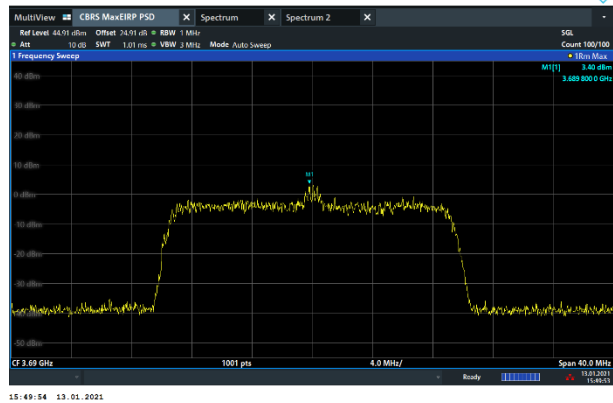 MultiView CBRS MaxEIRP PSD X Spectrum X Spectrum 2 X
Ref Level 44.91 dBm Offset 24.91 dB RBW 1 MHz SGL
Att 10 dB SWT 1.01 ms VBW 3 MHz Mode Auto Sweep Count 100/100
1 Frequency Sweep 1Rm Max
M1[1] 3.40 dBm
3.689 800 0 GHz
40 dBm
30 dBm
20 dBm
10 dBm
M1
0 dBm
-10 dBm
-20 dBm
-30 dBm
-40 dBm
-50 dBm
CF 3.69 GHz 1001 pts 4.0 MHz/ Span 40.0 MHz
Ready 13.01.2021
15:49:53
15:49:54 13.01.2021